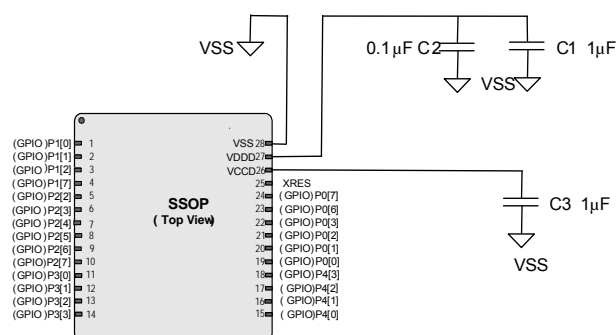 VSS
0.1µF C2
C1 1µF
VSS
VSS 28
VDDD 27
VCCD 26
25 XRES
24 (GPIO)P0[7]
23 (GPIO)P0[6]
22 (GPIO)P0[3]
21 (GPIO)P0[2]
20 (GPIO)P0[1]
19 (GPIO)P0[0]
18 (GPIO)P4[3]
17 (GPIO)P4[2]
16 (GPIO)P4[1]
15 (GPIO)P4[0]
(GPIO)P1[0] 1
(GPIO)P1[1] 2
(GPIO)P1[2] 3
(GPIO)P1[7] 4
(GPIO)P2[2] 5
(GPIO)P2[3] 6
(GPIO)P2[4] 7
(GPIO)P2[5] 8
(GPIO)P2[6] 9
(GPIO)P2[7] 10
(GPIO)P3[0] 11
(GPIO)P3[1] 12
(GPIO)P3[2] 13
(GPIO)P3[3] 14
SSOP
(Top View)
C3 1µF
VSS